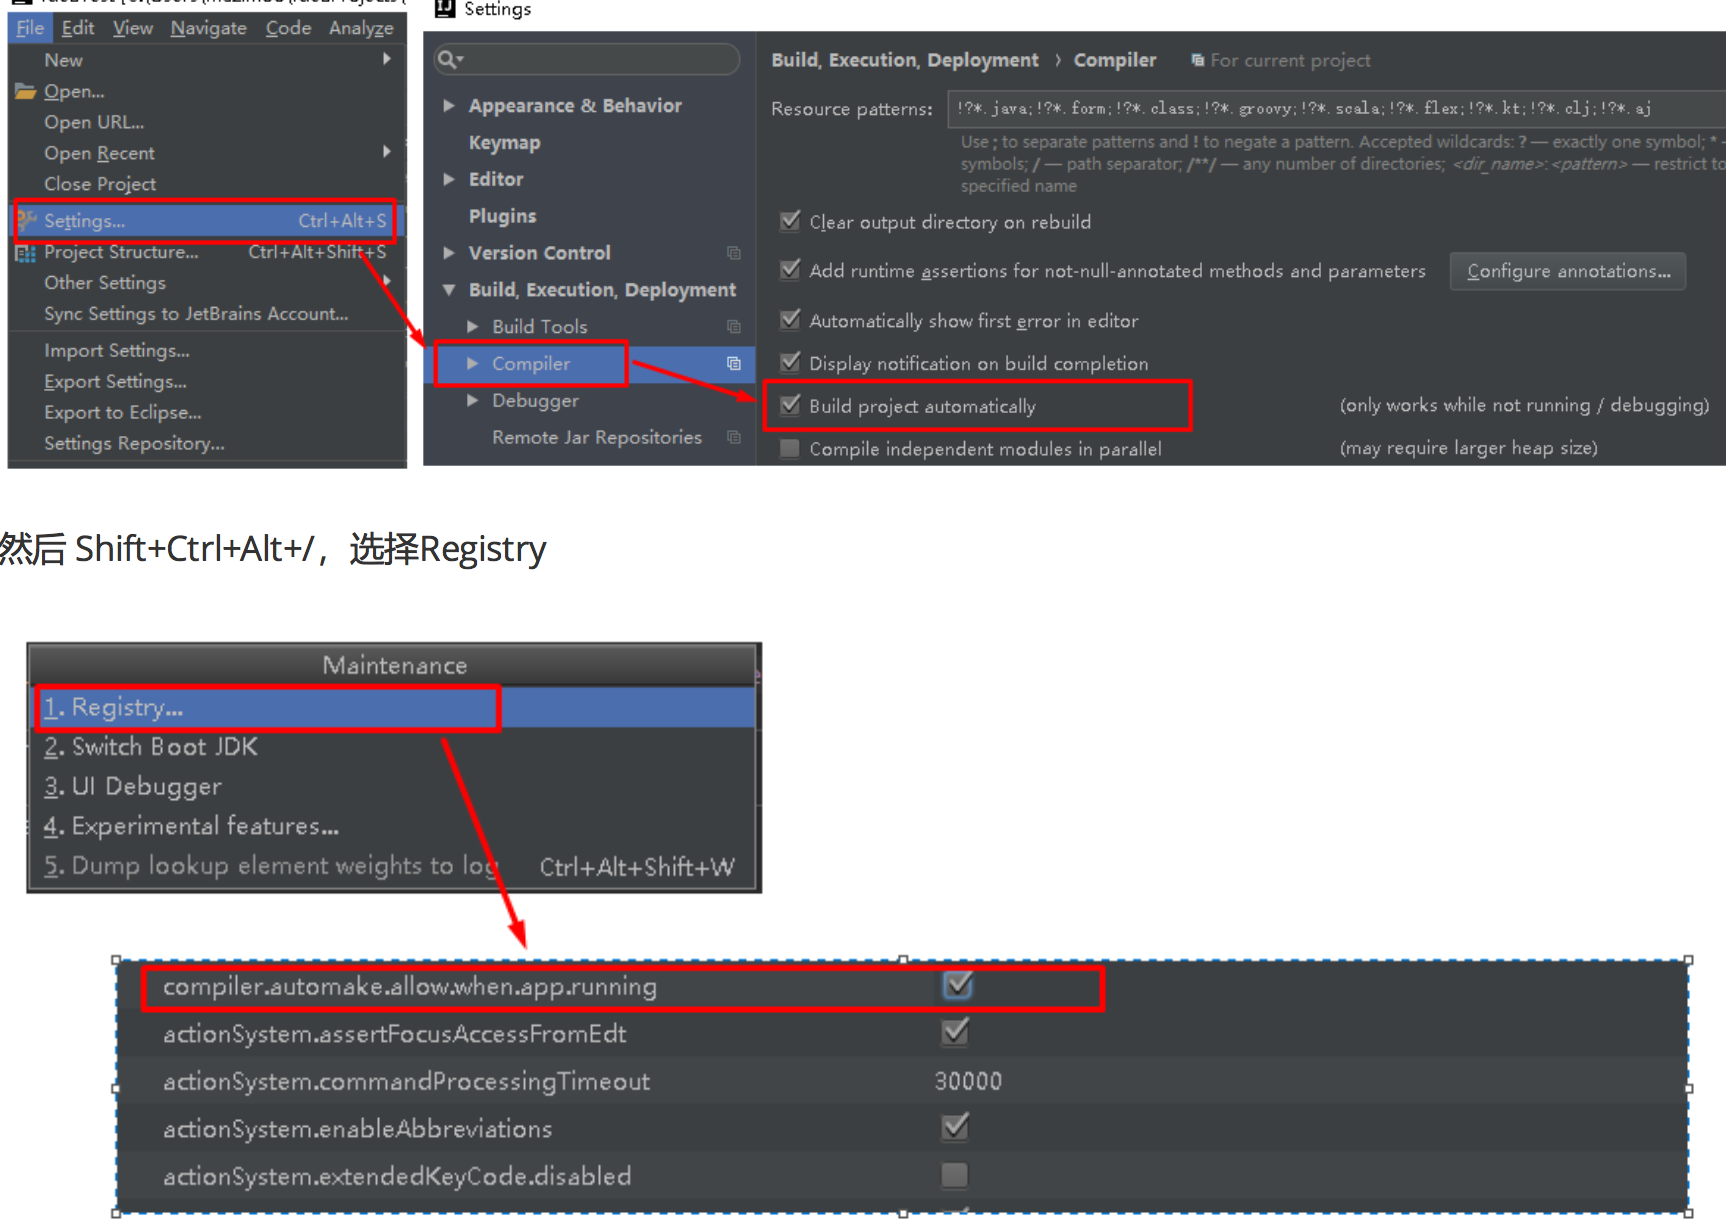 File Edit View Navigate Code Analyze
New
Open...
Open URL...
Open Recent
Close Project
Settings... Ctrl+Alt+S
Project Structure... Ctrl+Alt+Shift+S
Other Settings
Sync Settings to JetBrains Account...
Import Settings...
Export Settings...
Export to Eclipse...
Settings Repository...
IJ Settings
Appearance & Behavior
Keymap
Editor
Plugins
Version Control
Build, Execution, Deployment
Build Tools
Compiler
Debugger
Remote Jar Repositories
Build, Execution, Deployment › Compiler For current project
Resource patterns: !?*.java;!?*.form;!?*.class;!?*.groovy;!?*.scala;!?*.flex;!?*.kt;!?*.clj;!?*.aj
Use ; to separate patterns and ! to negate a pattern. Accepted wildcards: ? — exactly one symbol; * -
symbols; / — path separator; /**/ — any number of directories; <dir_name>:<pattern> — restrict to
specified name
Clear output directory on rebuild
Add runtime assertions for not-null-annotated methods and parameters Configure annotations...
Automatically show first error in editor
Display notification on build completion
Build project automatically (only works while not running / debugging)
Compile independent modules in parallel (may require larger heap size)
然后 Shift+Ctrl+Alt+/，选择Registry
Maintenance
1. Registry...
2. Switch Boot JDK
3. UI Debugger
4. Experimental features...
5. Dump lookup element weights to log Ctrl+Alt+Shift+W
compiler.automake.allow.when.app.running
actionSystem.assertFocusAccessFromEdt
actionSystem.commandProcessingTimeout 30000
actionSystem.enableAbbreviations
actionSystem.extendedKeyCode.disabled